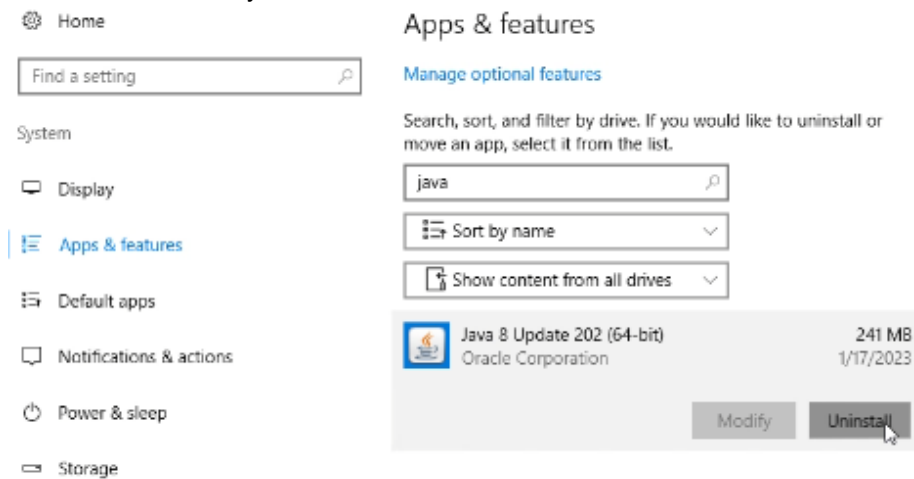 Home
Find a setting
System
Display
Apps & features
Default apps
Notifications & actions
Power & sleep
Storage
Apps & features
Manage optional features
Search, sort, and filter by drive. If you would like to uninstall or
move an app, select it from the list.
java
Sort by name
Show content from all drives
Java 8 Update 202 (64-bit) 241 MB
Oracle Corporation 1/17/2023
Modify Uninstall